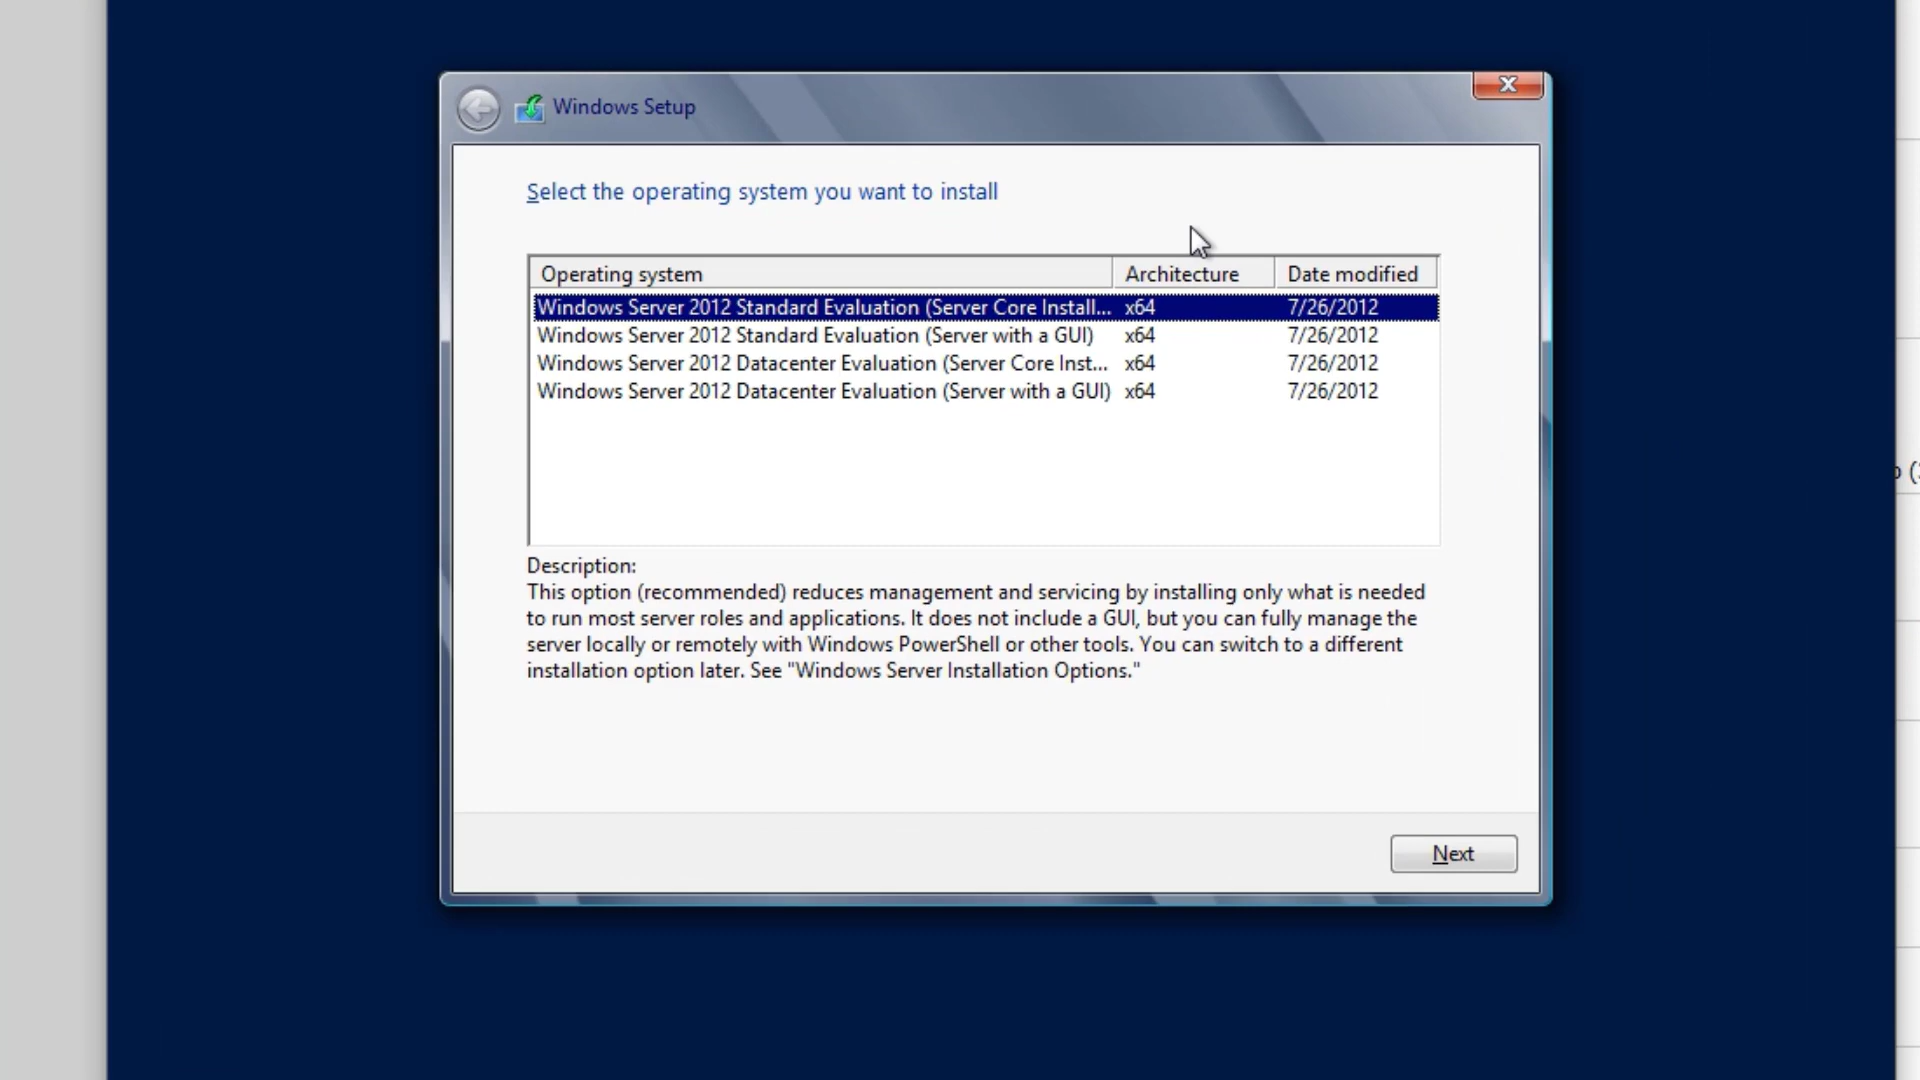 Windows Setup
Select the operating system you want to install
Operating system Architecture Date modified
Windows Server 2012 Standard Evaluation (Server Core Install... x64 7/26/2012
Windows Server 2012 Standard Evaluation (Server with a GUI) x64 7/26/2012
Windows Server 2012 Datacenter Evaluation (Server Core Inst... x64 7/26/2012
Windows Server 2012 Datacenter Evaluation (Server with a GUI) x64 7/26/2012
Description:
This option (recommended) reduces management and servicing by installing only what is needed
to run most server roles and applications. It does not include a GUI, but you can fully manage the
server locally or remotely with Windows PowerShell or other tools. You can switch to a different
installation option later. See "Windows Server Installation Options."
Next